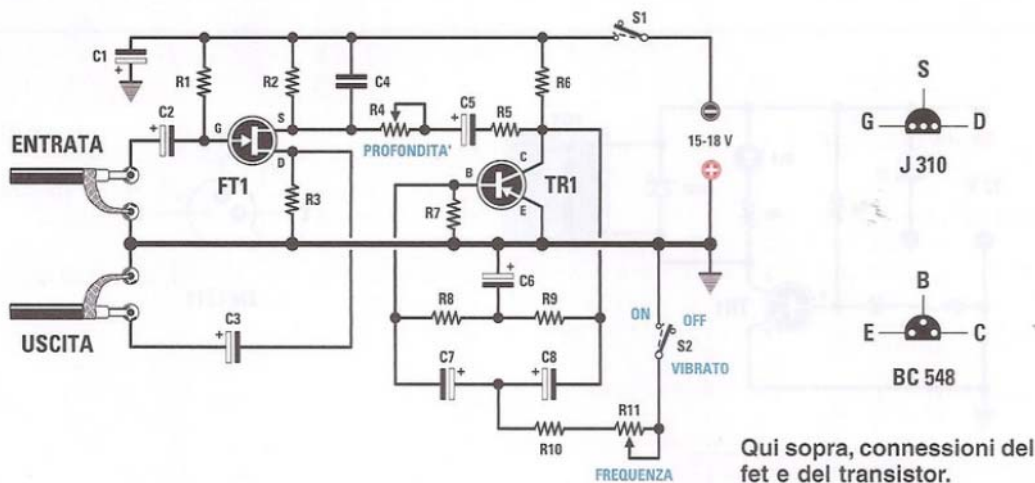 S1
C1
R1
R2
C4
R6
C2
R4
C5
R5
S
G
S
G
D
ENTRATA
PROFONDITA'
15-18 V
J 310
FT1
D
C
B
TR1
R3
R7
E
C6
B
R8
R9
ON
OFF
E
C
USCITA
C3
S2
C7
C8
VIBRATO
BC 548
R11
R10
FREQUENZA
Qui sopra, connessioni del
fet e del transistor.